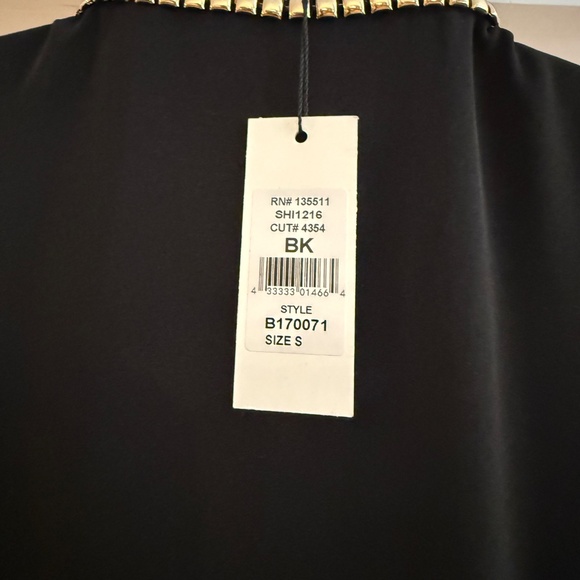 RN# 135511
SHI1216
CUT# 4354
BK
4 33333 01466 4
STYLE
B170071
SIZE S